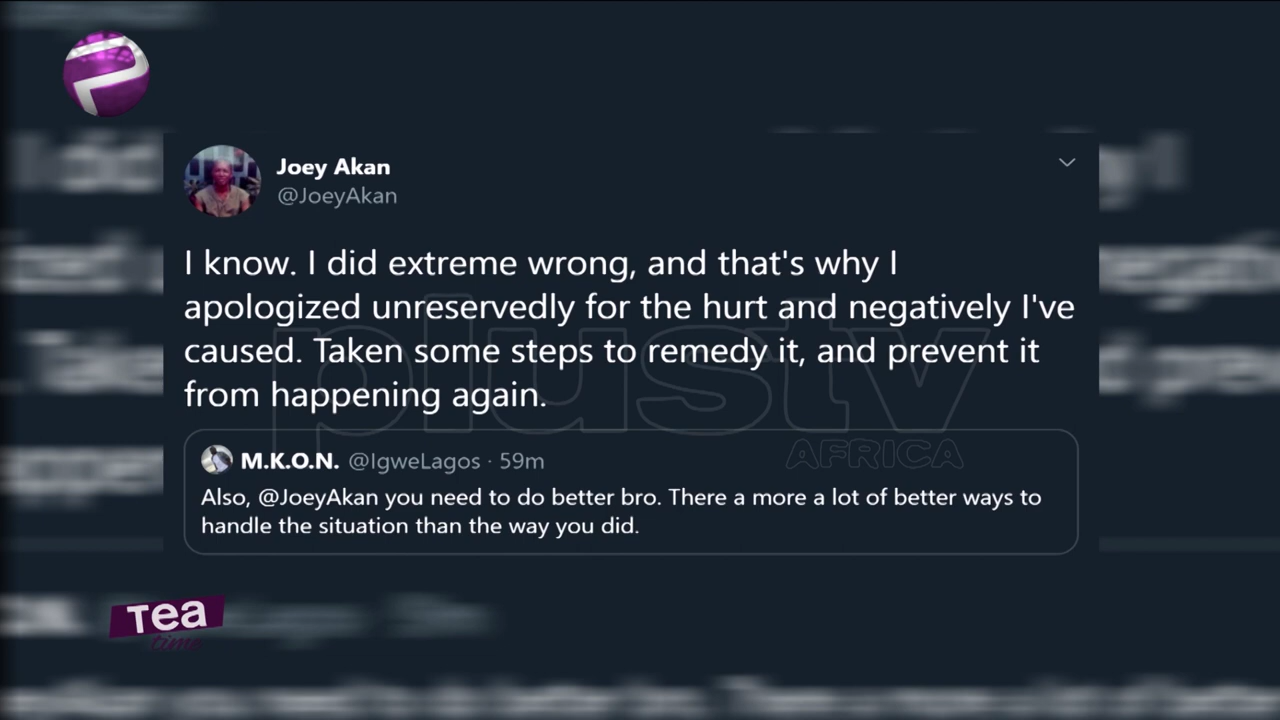 Joey Akan
@JoeyAkan
I know. I did extreme wrong, and that's why I
apologized unreservedly for the hurt and negatively I've
caused. Taken some steps to remedy it, and prevent it
from happening again.
plustv
AFRICA
M.K.O.N. @IgweLagos · 59m
Also, @JoeyAkan you need to do better bro. There a more a lot of better ways to
handle the situation than the way you did.
Tea
time